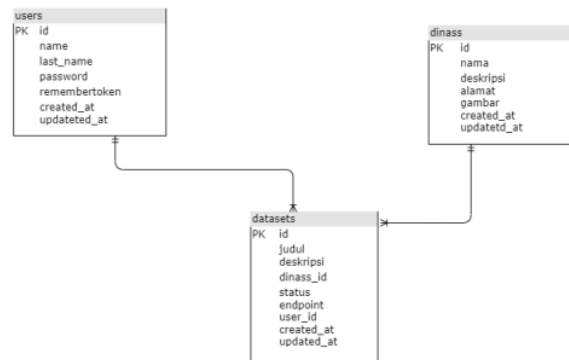 users
PK id
name
last_name
password
remembertoken
created_at
updateted_at
dinass
PK id
nama
deskripsi
alamat
gambar
created_at
updatetd_at
datasets
PK id
judul
deskripsi
dinass_id
status
endpoint
user_id
created_at
updated_at